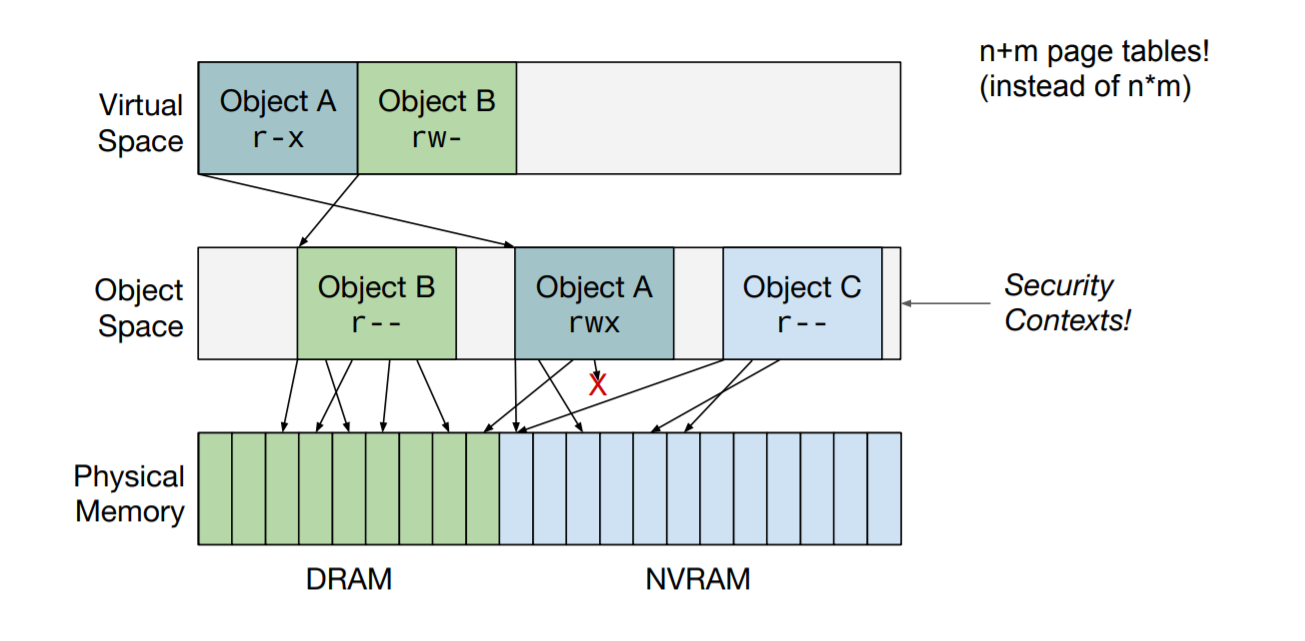 n+m page tables!
(instead of n*m)
Virtual
Space
Object A
r-x
Object B
rw-
Object
Space
Object B
r--
Object A
rwx
Object C
r--
Security
Contexts!
X
Physical
Memory
DRAM
NVRAM